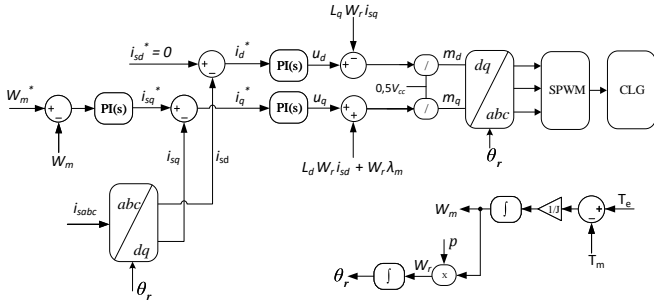 L_q W_r i_sq
i_sd* = 0
+
−
i_d*
PI(s)
u_d
+
−
/
m_d
dq
abc
SPWM
CLG
0,5V_cc
W_m*
+
−
PI(s)
i_sq*
+
−
i_q*
PI(s)
u_q
+
+
/
m_q
W_m
i_sq
i_sd
L_d W_r i_sd + W_r λ_m
θ_r
i_sabc
abc
dq
θ_r
W_m
∫
1/J
+
−
T_e
T_m
p
θ_r
∫
W_r
x